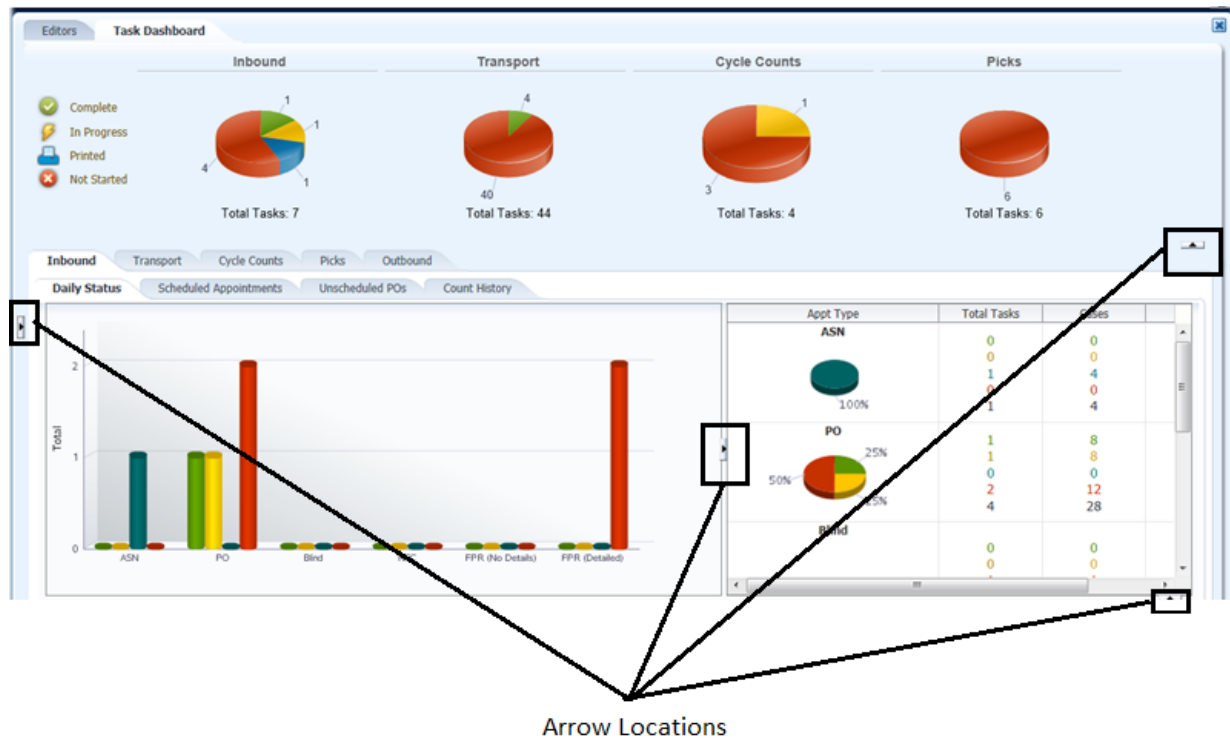 Editors Task Dashboard
Inbound Transport Cycle Counts Picks
Complete
In Progress
Printed
Not Started
1
1
1
4
4
40
1
3
6
Total Tasks: 7 Total Tasks: 44 Total Tasks: 4 Total Tasks: 6
Inbound Transport Cycle Counts Picks Outbound
Daily Status Scheduled Appointments Unscheduled POs Count History
Total
2
1
0
ASN PO Blind FPR (No Details) FPR (Detailed)
Appt Type Total Tasks Cases
ASN
100%
0 0
0 0
1 4
0 0
1 4
PO
25%
50%
25%
1 8
1 8
0 0
2 12
4 28
Blind
0 0
0 0
Arrow Locations